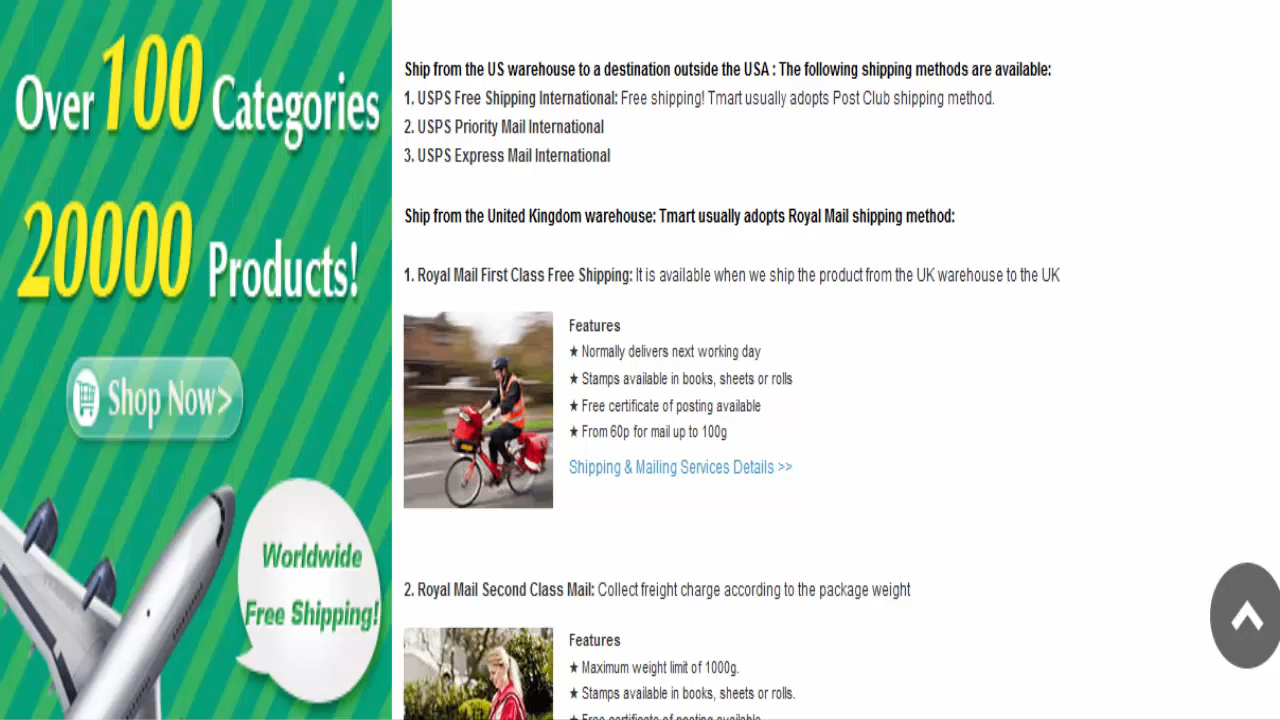 Over 100 Categories
20000 Products!
Shop Now>
Worldwide
Free Shipping!
Ship from the US warehouse to a destination outside the USA : The following shipping methods are available:
1. USPS Free Shipping International: Free shipping! Tmart usually adopts Post Club shipping method.
2. USPS Priority Mail International
3. USPS Express Mail International
Ship from the United Kingdom warehouse: Tmart usually adopts Royal Mail shipping method:
1. Royal Mail First Class Free Shipping: It is available when we ship the product from the UK warehouse to the UK
Features
★ Normally delivers next working day
★ Stamps available in books, sheets or rolls
★ Free certificate of posting available
★ From 60p for mail up to 100g
Shipping & Mailing Services Details >>
2. Royal Mail Second Class Mail: Collect freight charge according to the package weight
Features
★ Maximum weight limit of 1000g.
★ Stamps available in books, sheets or rolls.
★ Free certificate of posting available